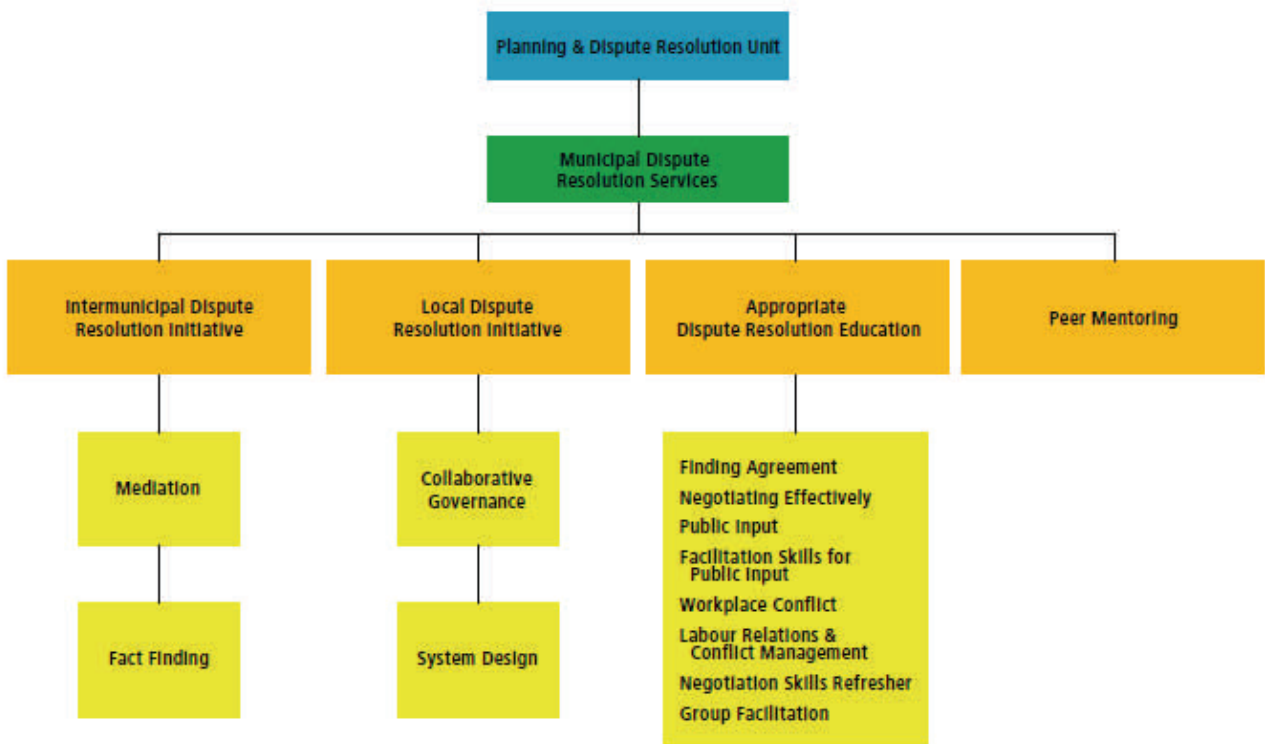 Planning & Dispute Resolution Unit
Municipal Dispute
Resolution Services
Intermunicipal Dispute
Resolution Initiative
Local Dispute
Resolution Initiative
Appropriate
Dispute Resolution Education
Peer Mentoring
Mediation
Fact Finding
Collaborative
Governance
System Design
Finding Agreement
Negotiating Effectively
Public Input
Facilitation Skills for
Public Input
Workplace Conflict
Labour Relations &
Conflict Management
Negotiation Skills Refresher
Group Facilitation